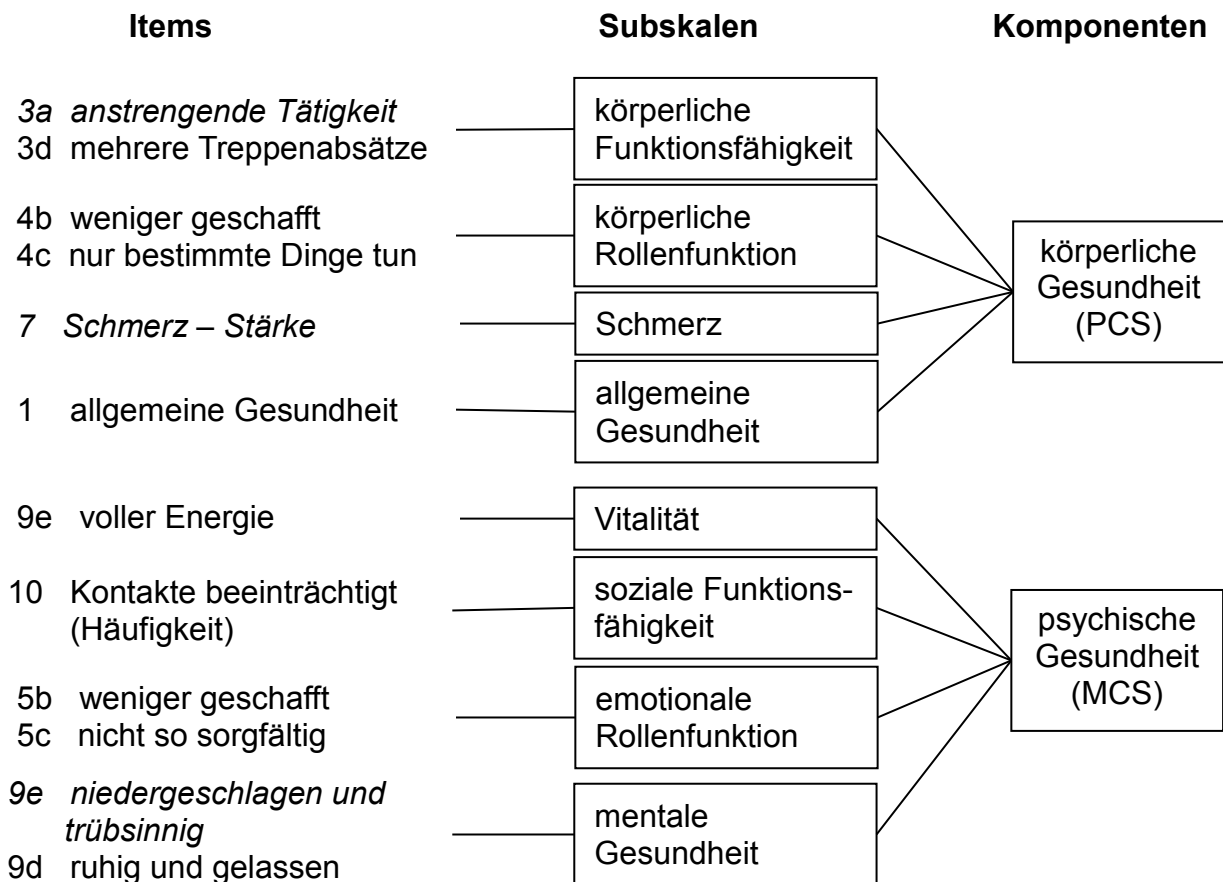 Items Subskalen Komponenten
3a anstrengende Tätigkeit
3d mehrere Treppenabsätze
körperliche
Funktionsfähigkeit
4b weniger geschafft
4c nur bestimmte Dinge tun
körperliche
Rollenfunktion
7 Schmerz – Stärke
Schmerz
1 allgemeine Gesundheit
allgemeine
Gesundheit
körperliche
Gesundheit
(PCS)
9e voller Energie
Vitalität
10 Kontakte beeinträchtigt
(Häufigkeit)
soziale Funktions-
fähigkeit
5b weniger geschafft
5c nicht so sorgfältig
emotionale
Rollenfunktion
9e niedergeschlagen und
trübsinnig
9d ruhig und gelassen
mentale
Gesundheit
psychische
Gesundheit
(MCS)